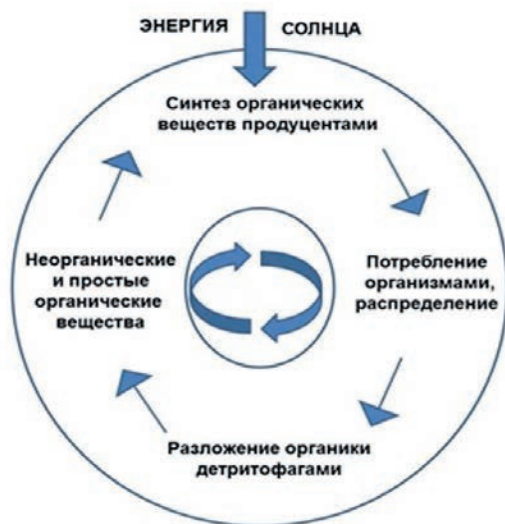 ЭНЕРГИЯ СОЛНЦА
Синтез органических
веществ продуцентами
Неорганические
и простые
органические
вещества
Потребление
организмами,
распределение
Разложение органики
детритофагами